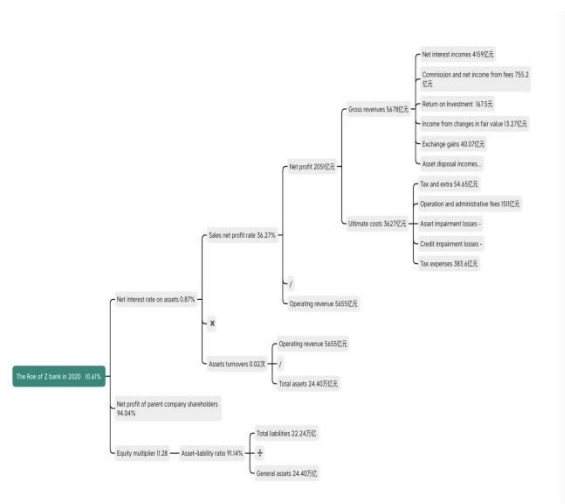 Net interest incomes 4159亿元
Commission and net income from fees 755.2
亿元
Return on Investment 167.5元
Gross revenues 5678亿元
Income from changes in fair value 13.27亿元
Exchange gains 40.07亿元
Asset disposal incomes...
Net profit 2051亿元
Tax and extra 54.65亿元
Operation and administrative fees 1511亿元
Ultimate costs 3627亿元
Asset impairment losses -
Credit impairment losses -
Tax expenses 383.6亿元
Sales net profit rate 36.27%
/
Operating revenue 5655亿元
Net interest rate on assets 0.87%
×
Operating revenue 5655亿元
Assets turnovers 0.02次
/
Total assets 24.40万亿元
The Roe of Z bank in 2020 10.61%
Net profit of parent company shareholders
94.04%
Total liabilities 22.24万亿
Equity multiplier 11.28
Asset-liability ratio 91.14%
÷
General assets 24.40万亿